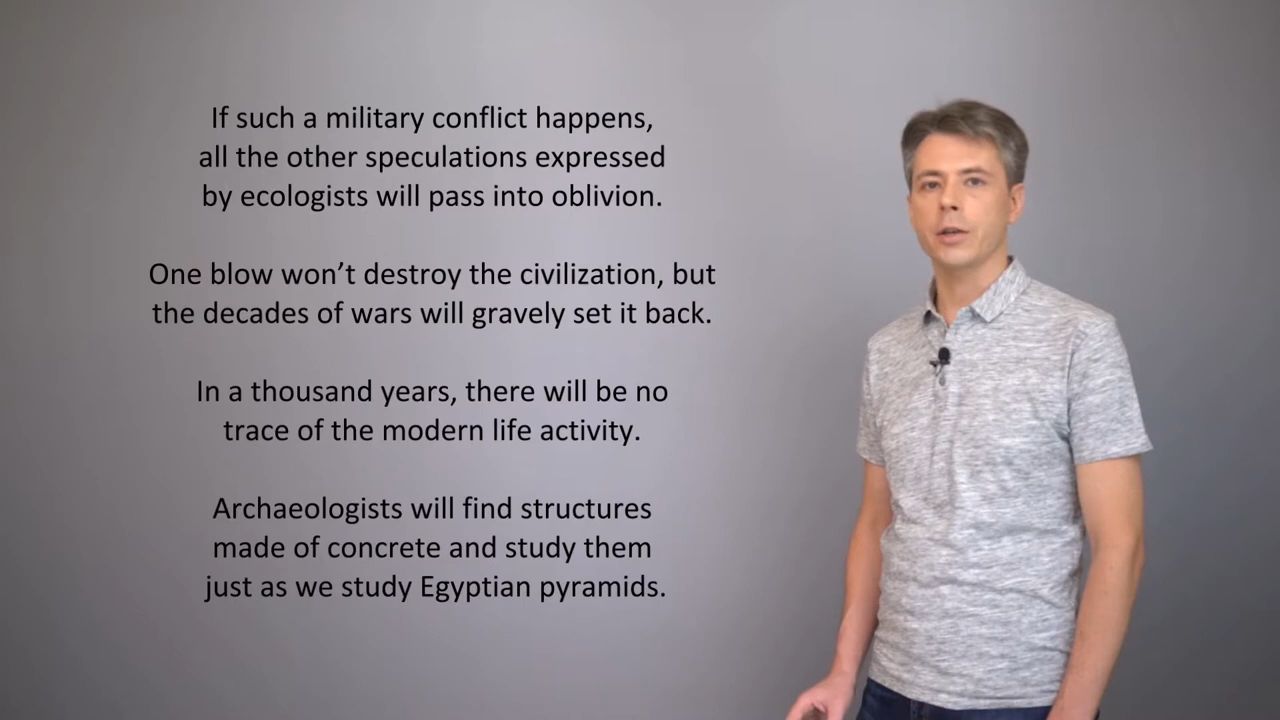 If such a military conflict happens,
all the other speculations expressed
by ecologists will pass into oblivion.
One blow won’t destroy the civilization, but
the decades of wars will gravely set it back.
In a thousand years, there will be no
trace of the modern life activity.
Archaeologists will find structures
made of concrete and study them
just as we study Egyptian pyramids.